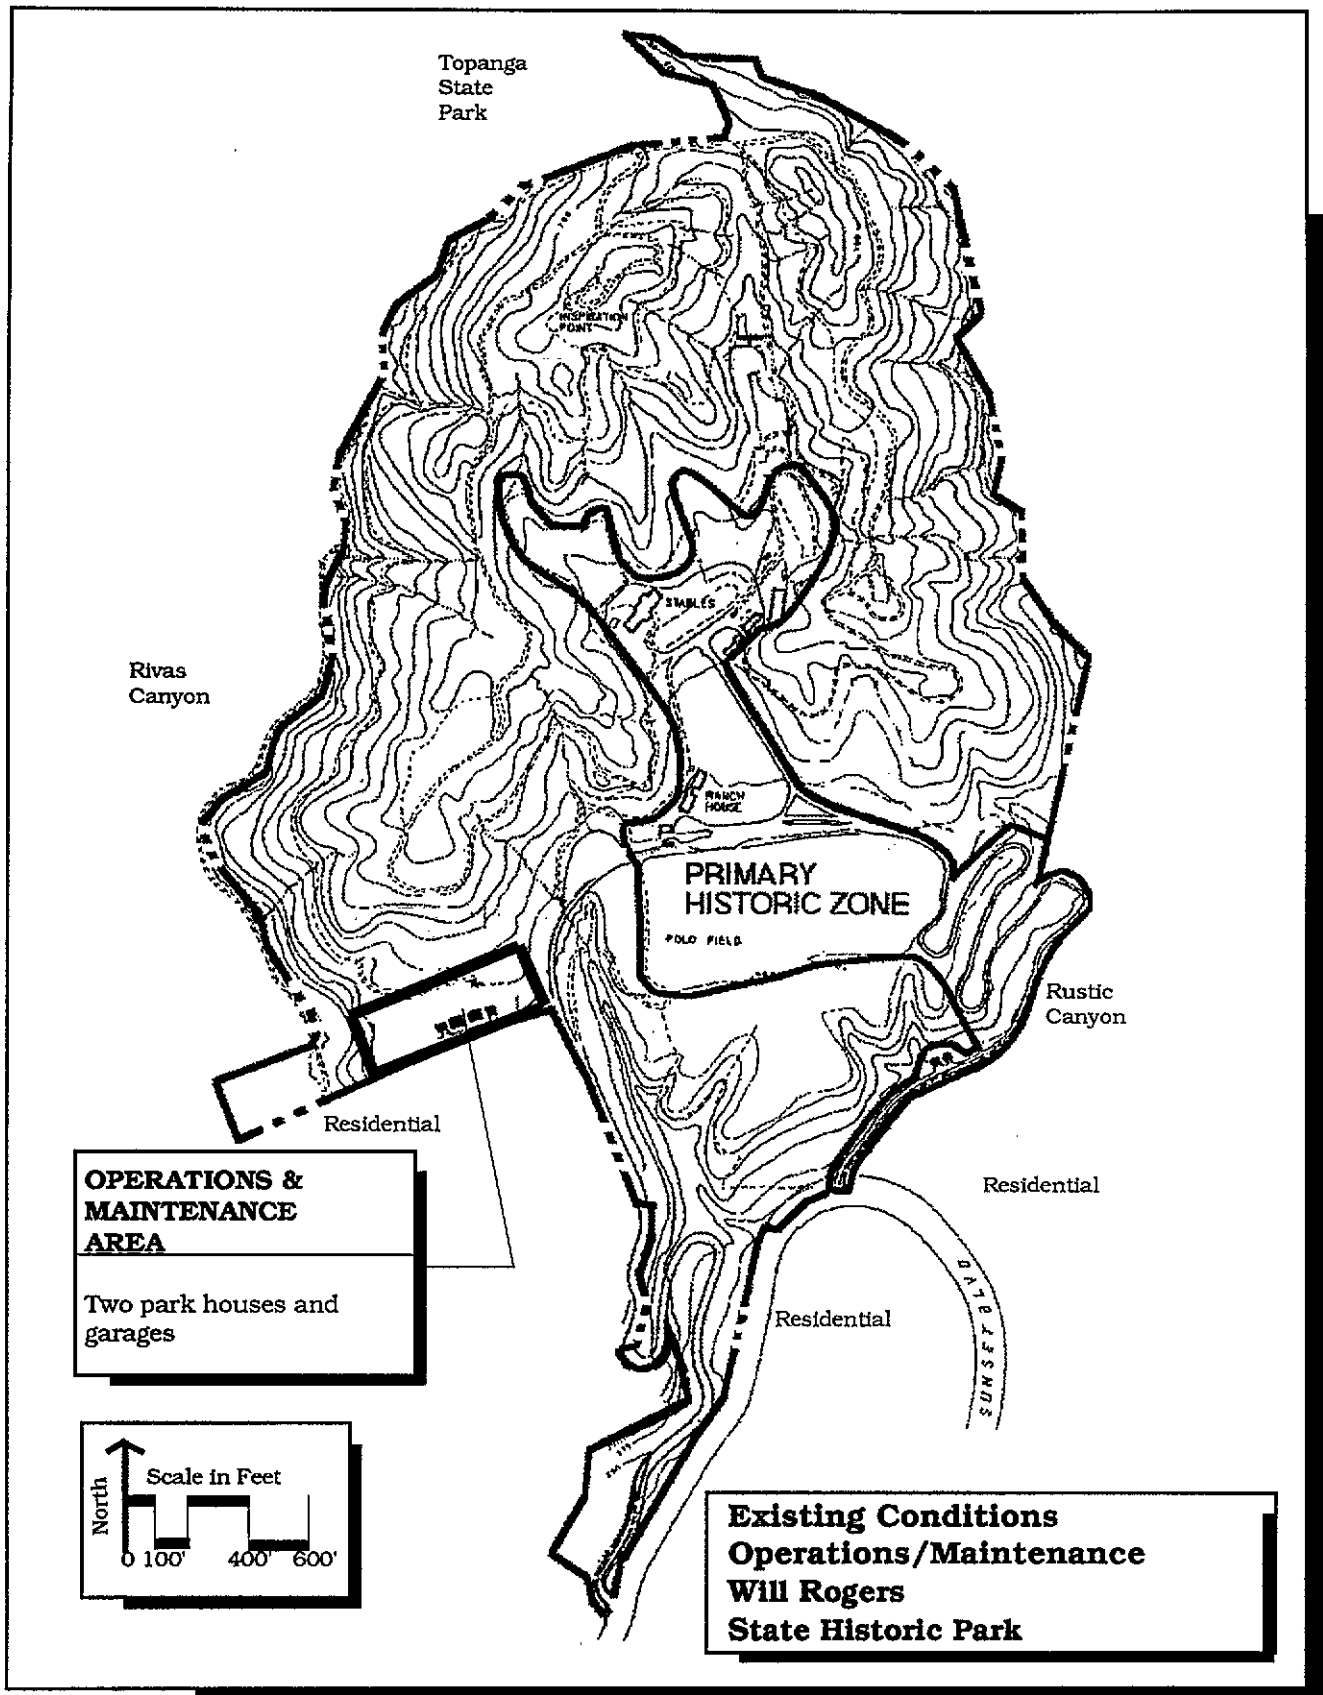 Topanga
State
Park
INSPIRATION
POINT
STABLES
Rivas
Canyon
RANCH
HOUSE
PRIMARY
HISTORIC ZONE
POLO FIELD
Rustic
Canyon
Residential
OPERATIONS &
MAINTENANCE
AREA
Two park houses and
garages
Residential
Residential
SUNSET BLVD
North
Scale in Feet
0 100' 400' 600'
Existing Conditions
Operations/Maintenance
Will Rogers
State Historic Park